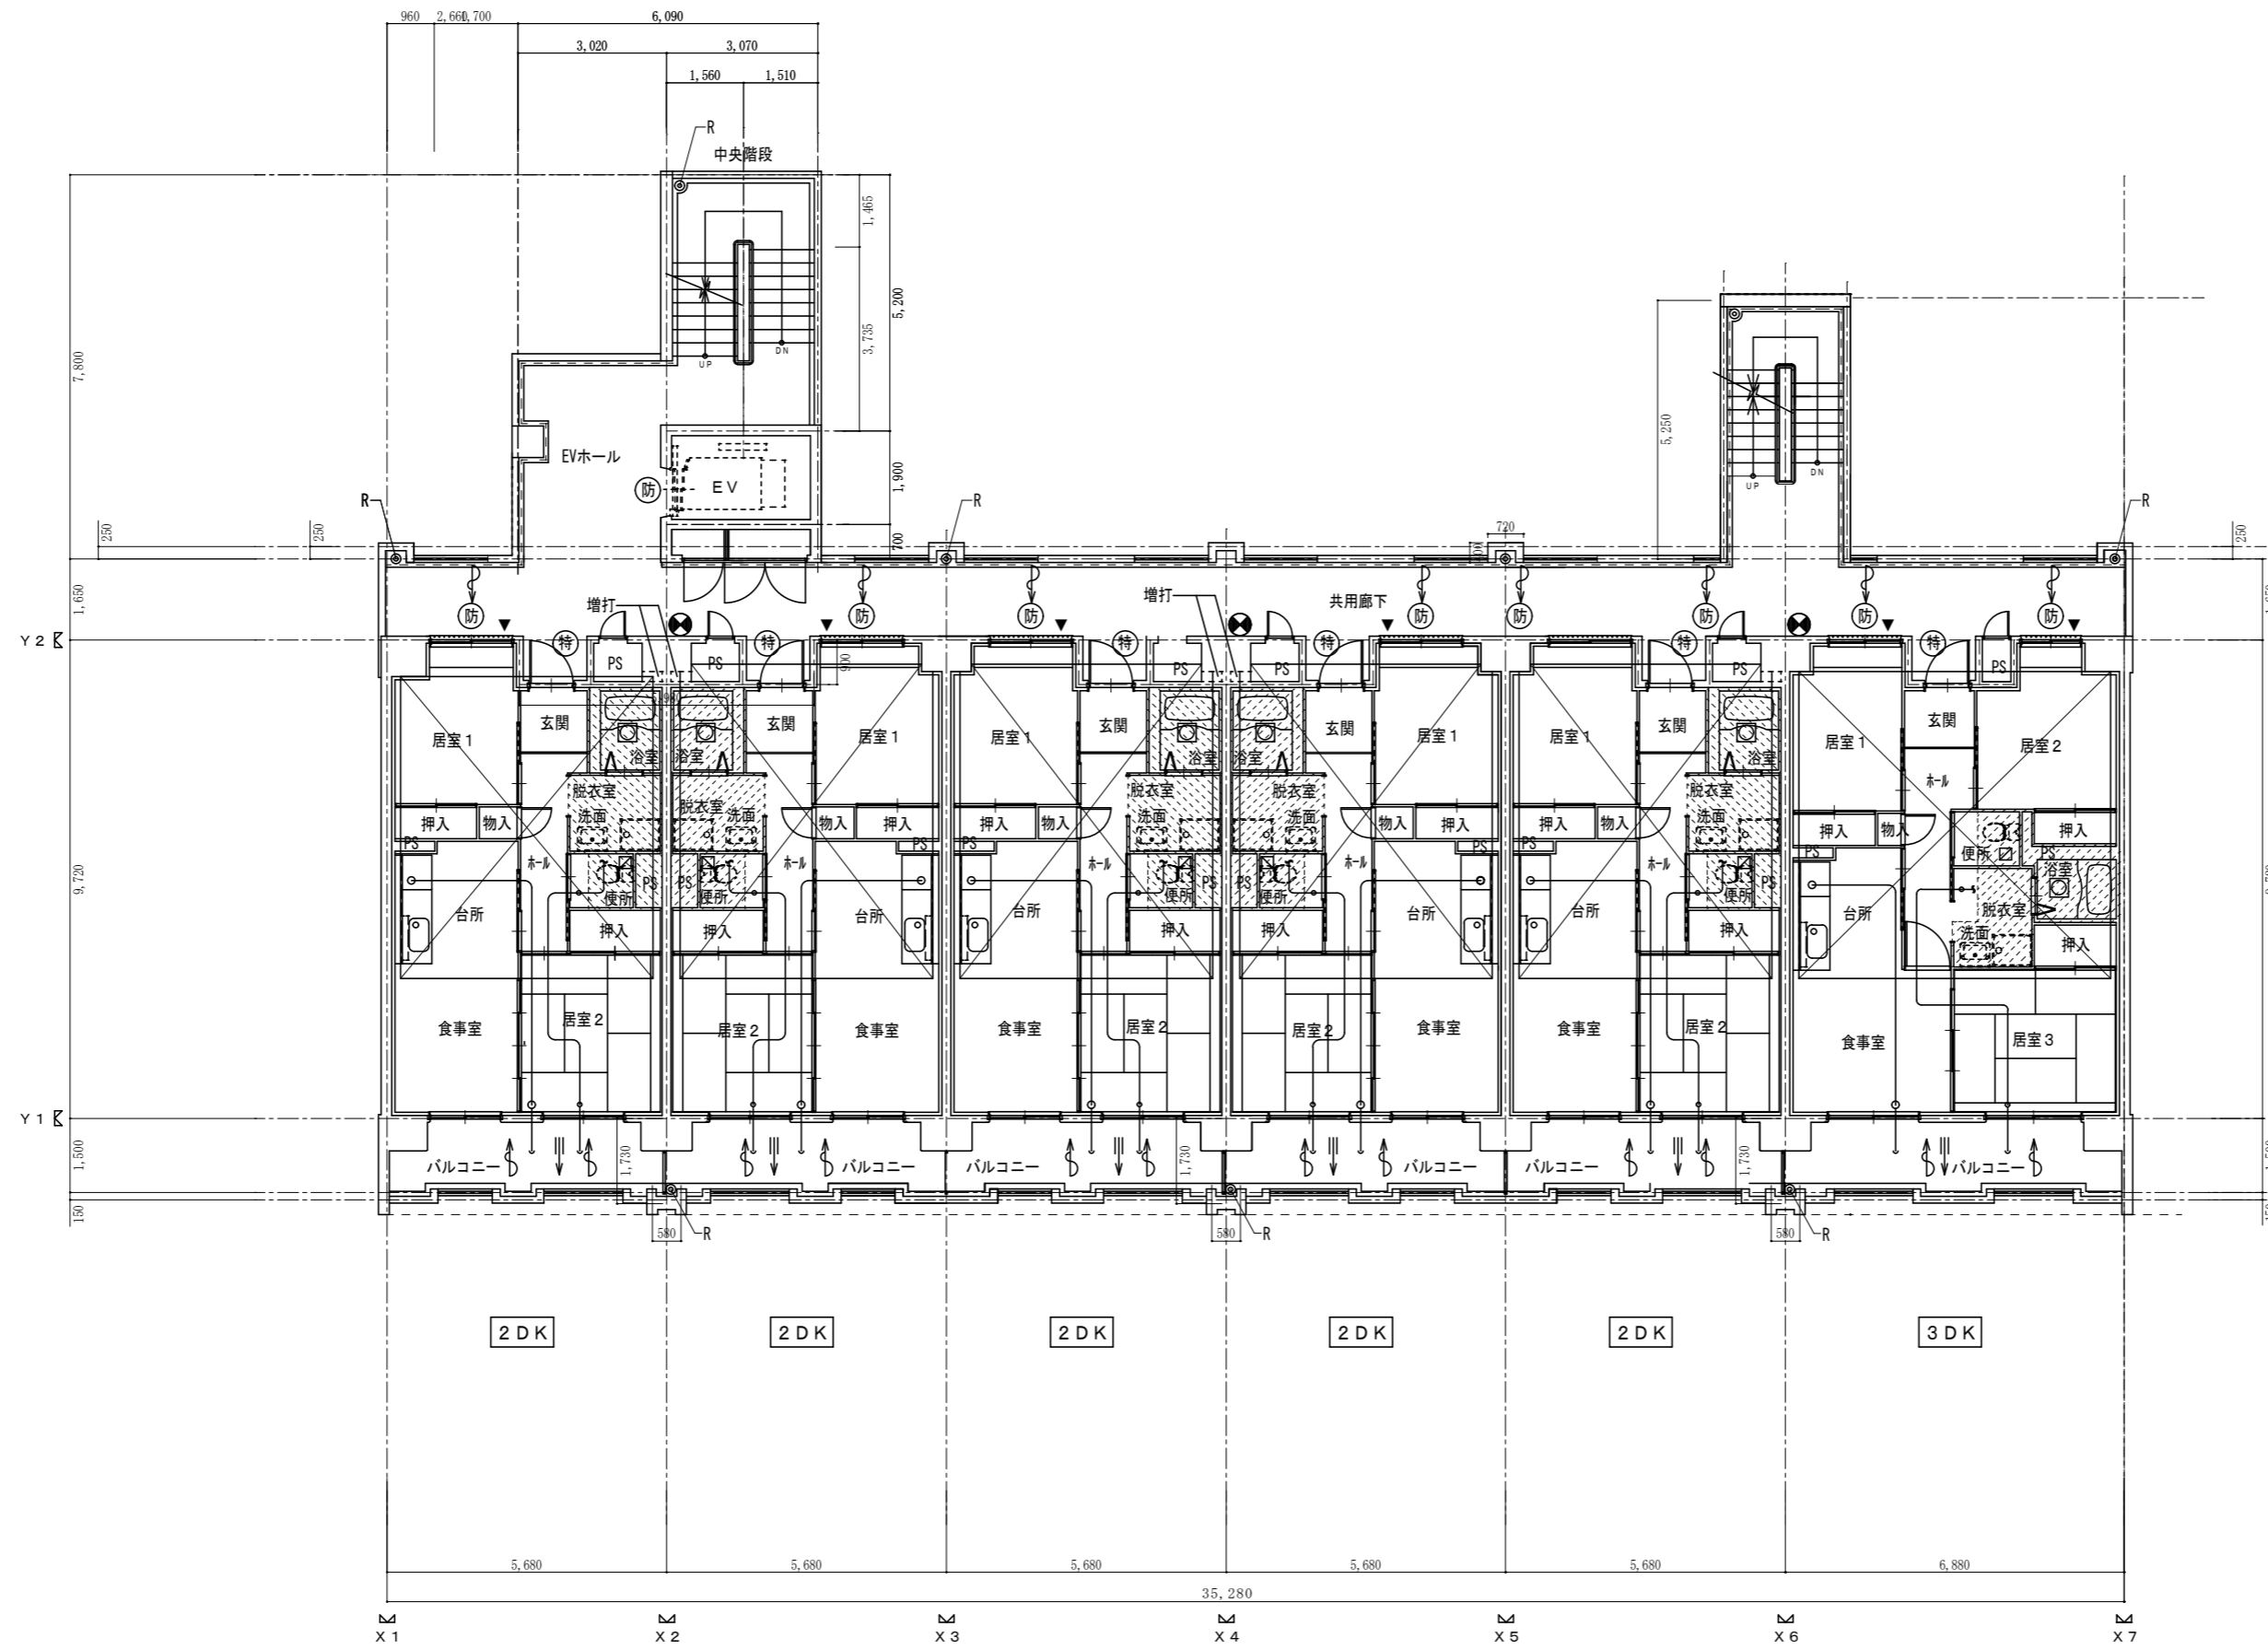 960 2,660 1,700 6,090
3,020 3,070
1,560 1,510
R
中央階段
1,465
5,200
3,735
7,800
UP DN
5,250
UP DN
EVホール
防 EV
1,900
R R R
250 250 720 250
700
1,650
増打 増打 共用廊下
防 防 防 防 防 防 防 防
Y2
特 特 特 特 特 特
PS PS PS PS PS PS
900
玄関 玄関 玄関 玄関 玄関 玄関
居室1 居室1 居室1 居室1 居室1 居室1 居室2
浴室 浴室 浴室 浴室 浴室
ホール
脱衣室 脱衣室 脱衣室 脱衣室 脱衣室
洗面 洗面 洗面 洗面 洗面
押入 物入 物入 押入 押入 物入 物入 押入 押入 物入 押入 物入 押入
PS PS PS PS PS PS
ホール ホール ホール ホール ホール
便所 PS
浴室
9,720
PS PS PS PS PS
便所 便所 便所 便所 便所
台所 台所 台所 台所 台所 台所
脱衣室
洗面
押入 押入 押入 押入 押入 押入
食事室 居室2 居室2 食事室 食事室 居室2 居室2 食事室 食事室 居室2 食事室 居室3
Y1
1,500
1,730 1,730 1,730
バルコニー バルコニー バルコニー バルコニー バルコニー バルコニー
150
580 R 580 R 580 R
2DK 2DK 2DK 2DK 2DK 3DK
5,680 5,680 5,680 5,680 5,680 6,880
35,280
X1 X2 X3 X4 X5 X6 X7